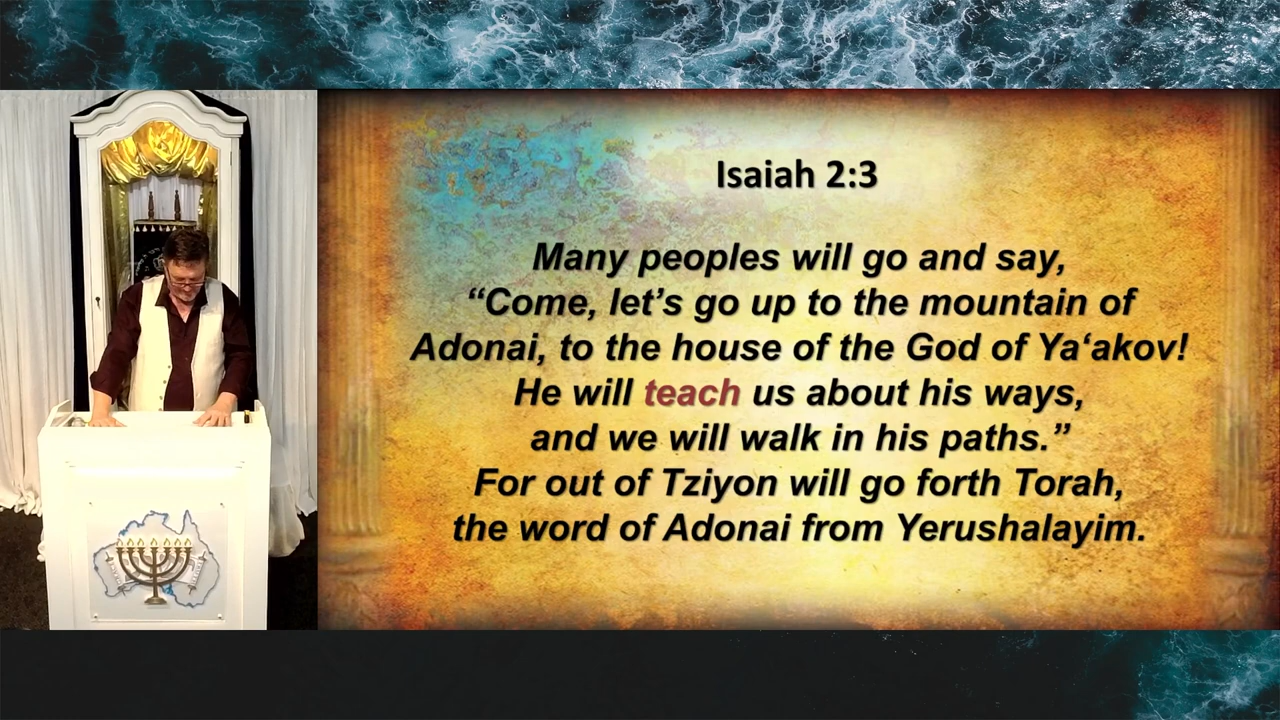 Isaiah 2:3
Many peoples will go and say,
“Come, let’s go up to the mountain of
Adonai, to the house of the God of Ya‘akov!
He will teach us about his ways,
and we will walk in his paths.”
For out of Tziyon will go forth Torah,
the word of Adonai from Yerushalayim.